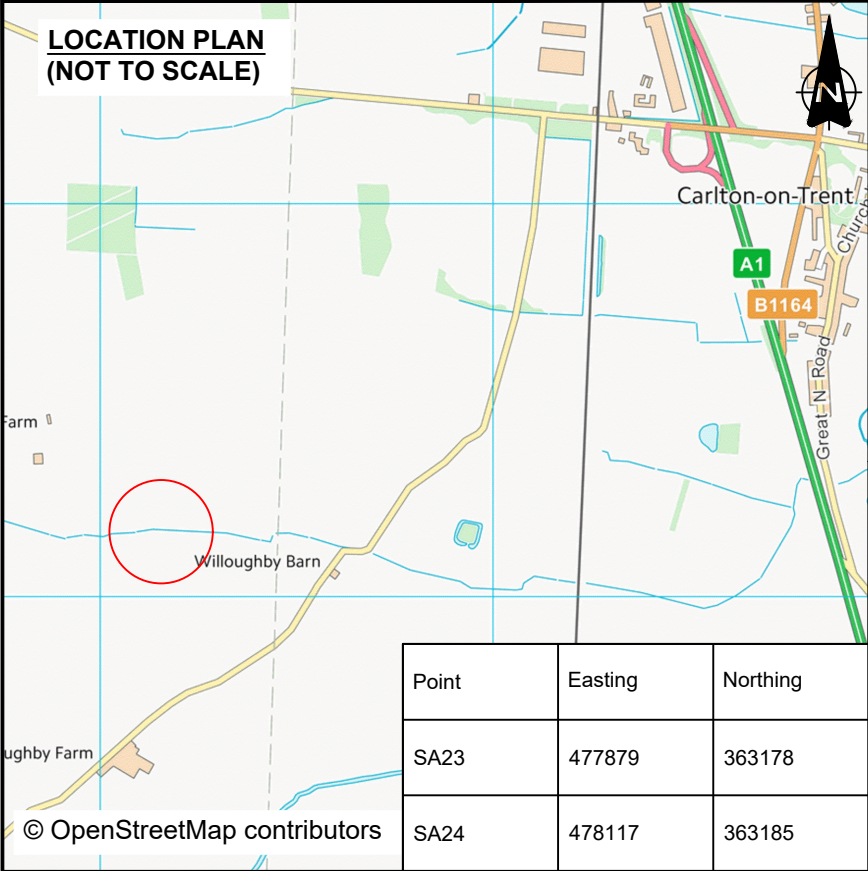 LOCATION PLAN
(NOT TO SCALE)
N
Carlton-on-Trent
Church
A1
B1164
Great N Road
Farm
Willoughby Barn
ughby Farm
Point Easting Northing
SA23 477879 363178
SA24 478117 363185
© OpenStreetMap contributors